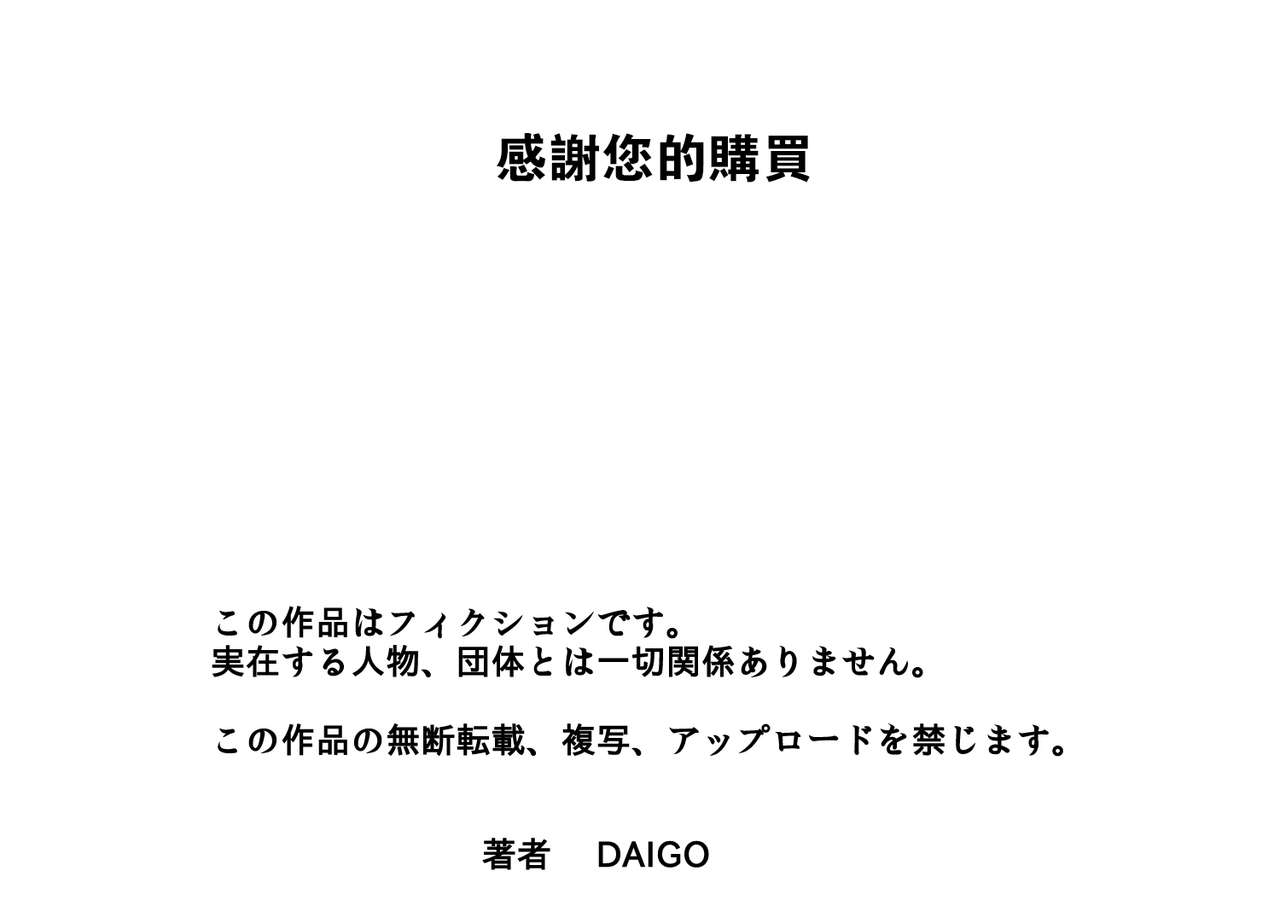 感謝您的購買
この作品はフィクションです。
実在する人物、団体とは一切関係ありません。
この作品の無断転載、複写、アップロードを禁じます。
著者　DAIGO